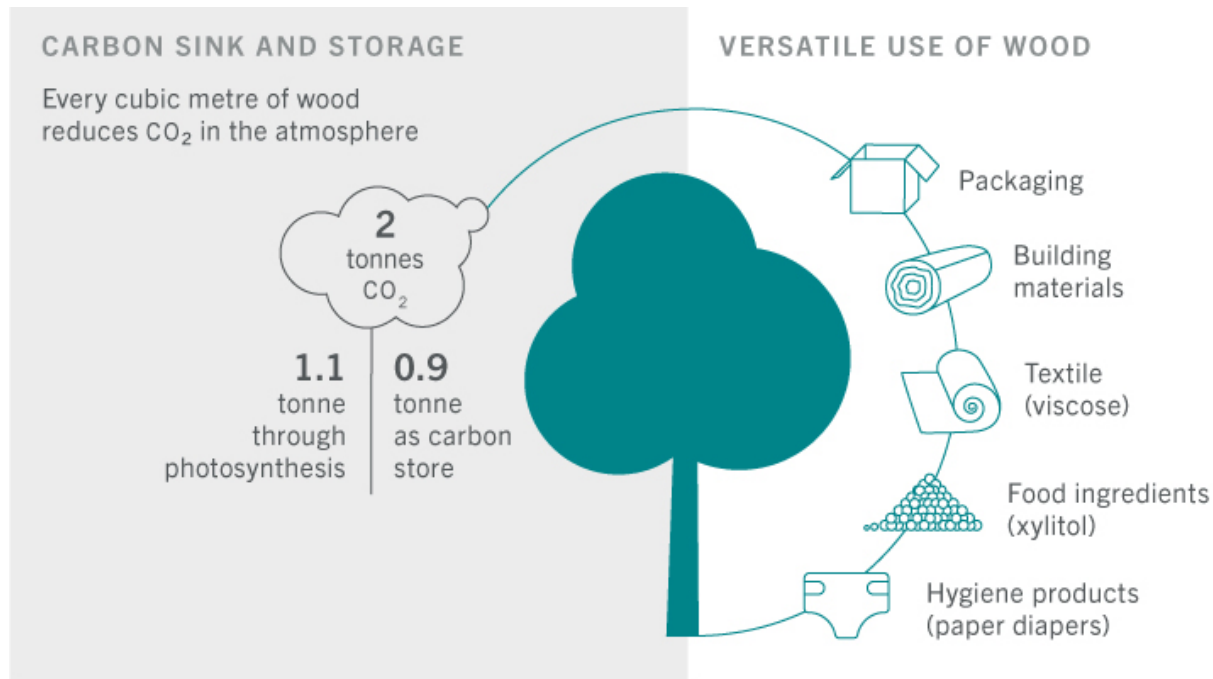 CARBON SINK AND STORAGE
Every cubic metre of wood
reduces CO₂ in the atmosphere
2
tonnes
CO₂
1.1
tonne
through
photosynthesis
0.9
tonne
as carbon
store
VERSATILE USE OF WOOD
Packaging
Building
materials
Textile
(viscose)
Food ingredients
(xylitol)
Hygiene products
(paper diapers)